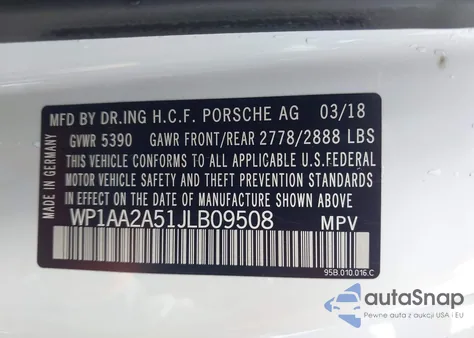 MFD BY DR.ING H.C.F. PORSCHE AG 03/18
GVWR 5390 GAWR FRONT/REAR 2778/2888 LBS
THIS VEHICLE CONFORMS TO ALL APPLICABLE U.S.FEDERAL
MOTOR VEHICLE SAFETY AND THEFT PREVENTION STANDARDS
IN EFFECT ON THE DATE OF MANUFACTURE SHOWN ABOVE
WP1AA2A51JLB09508 MPV
MADE IN GERMANY
95B.010.016.C
autoSnap
Pewne auta z aukcji USA i EU